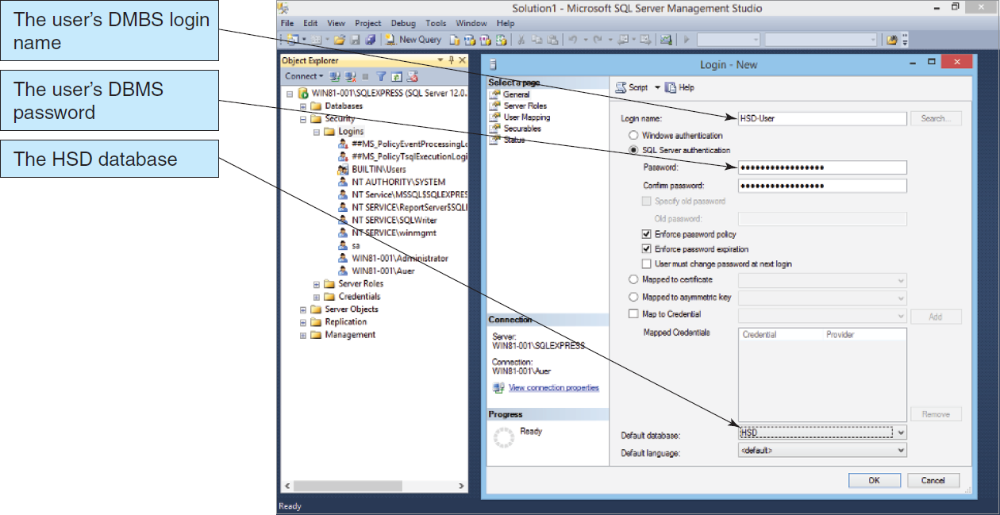 The user's DMBS login
name
The user's DBMS
password
The HSD database
Solution1 - Microsoft SQL Server Management Studio
File Edit View Project Debug Tools Window Help
New Query
Object Explorer
Connect
WIN81-001\SQLEXPRESS (SQL Server 12.0.
Databases
Security
Logins
##MS_PolicyEventProcessingLo
##MS_PolicyTsqlExecutionLogi
BUILTIN\Users
NT AUTHORITY\SYSTEM
NT Service\MSSQL$SQLEXPRES
NT SERVICE\ReportServer$SQLI
NT SERVICE\SQLWriter
NT SERVICE\winmgmt
sa
WIN81-001\Administrator
WIN81-001\Auer
Server Roles
Credentials
Server Objects
Replication
Management
Ready
Login - New
Select a page
General
Server Roles
User Mapping
Securables
Status
Connection
Server:
WIN81-001\SQLEXPRESS
Connection:
WIN81-001\Auer
View connection properties
Progress
Ready
Script Help
Login name: HSD-User Search...
Windows authentication
SQL Server authentication
Password: •••••••••••••••••
Confirm password: •••••••••••••••••
Specify old password
Old password:
Enforce password policy
Enforce password expiration
User must change password at next login
Mapped to certificate
Mapped to asymmetric key
Map to Credential Add
Mapped Credentials Credential Provider
Remove
Default database: HSD
Default language: <default>
OK Cancel